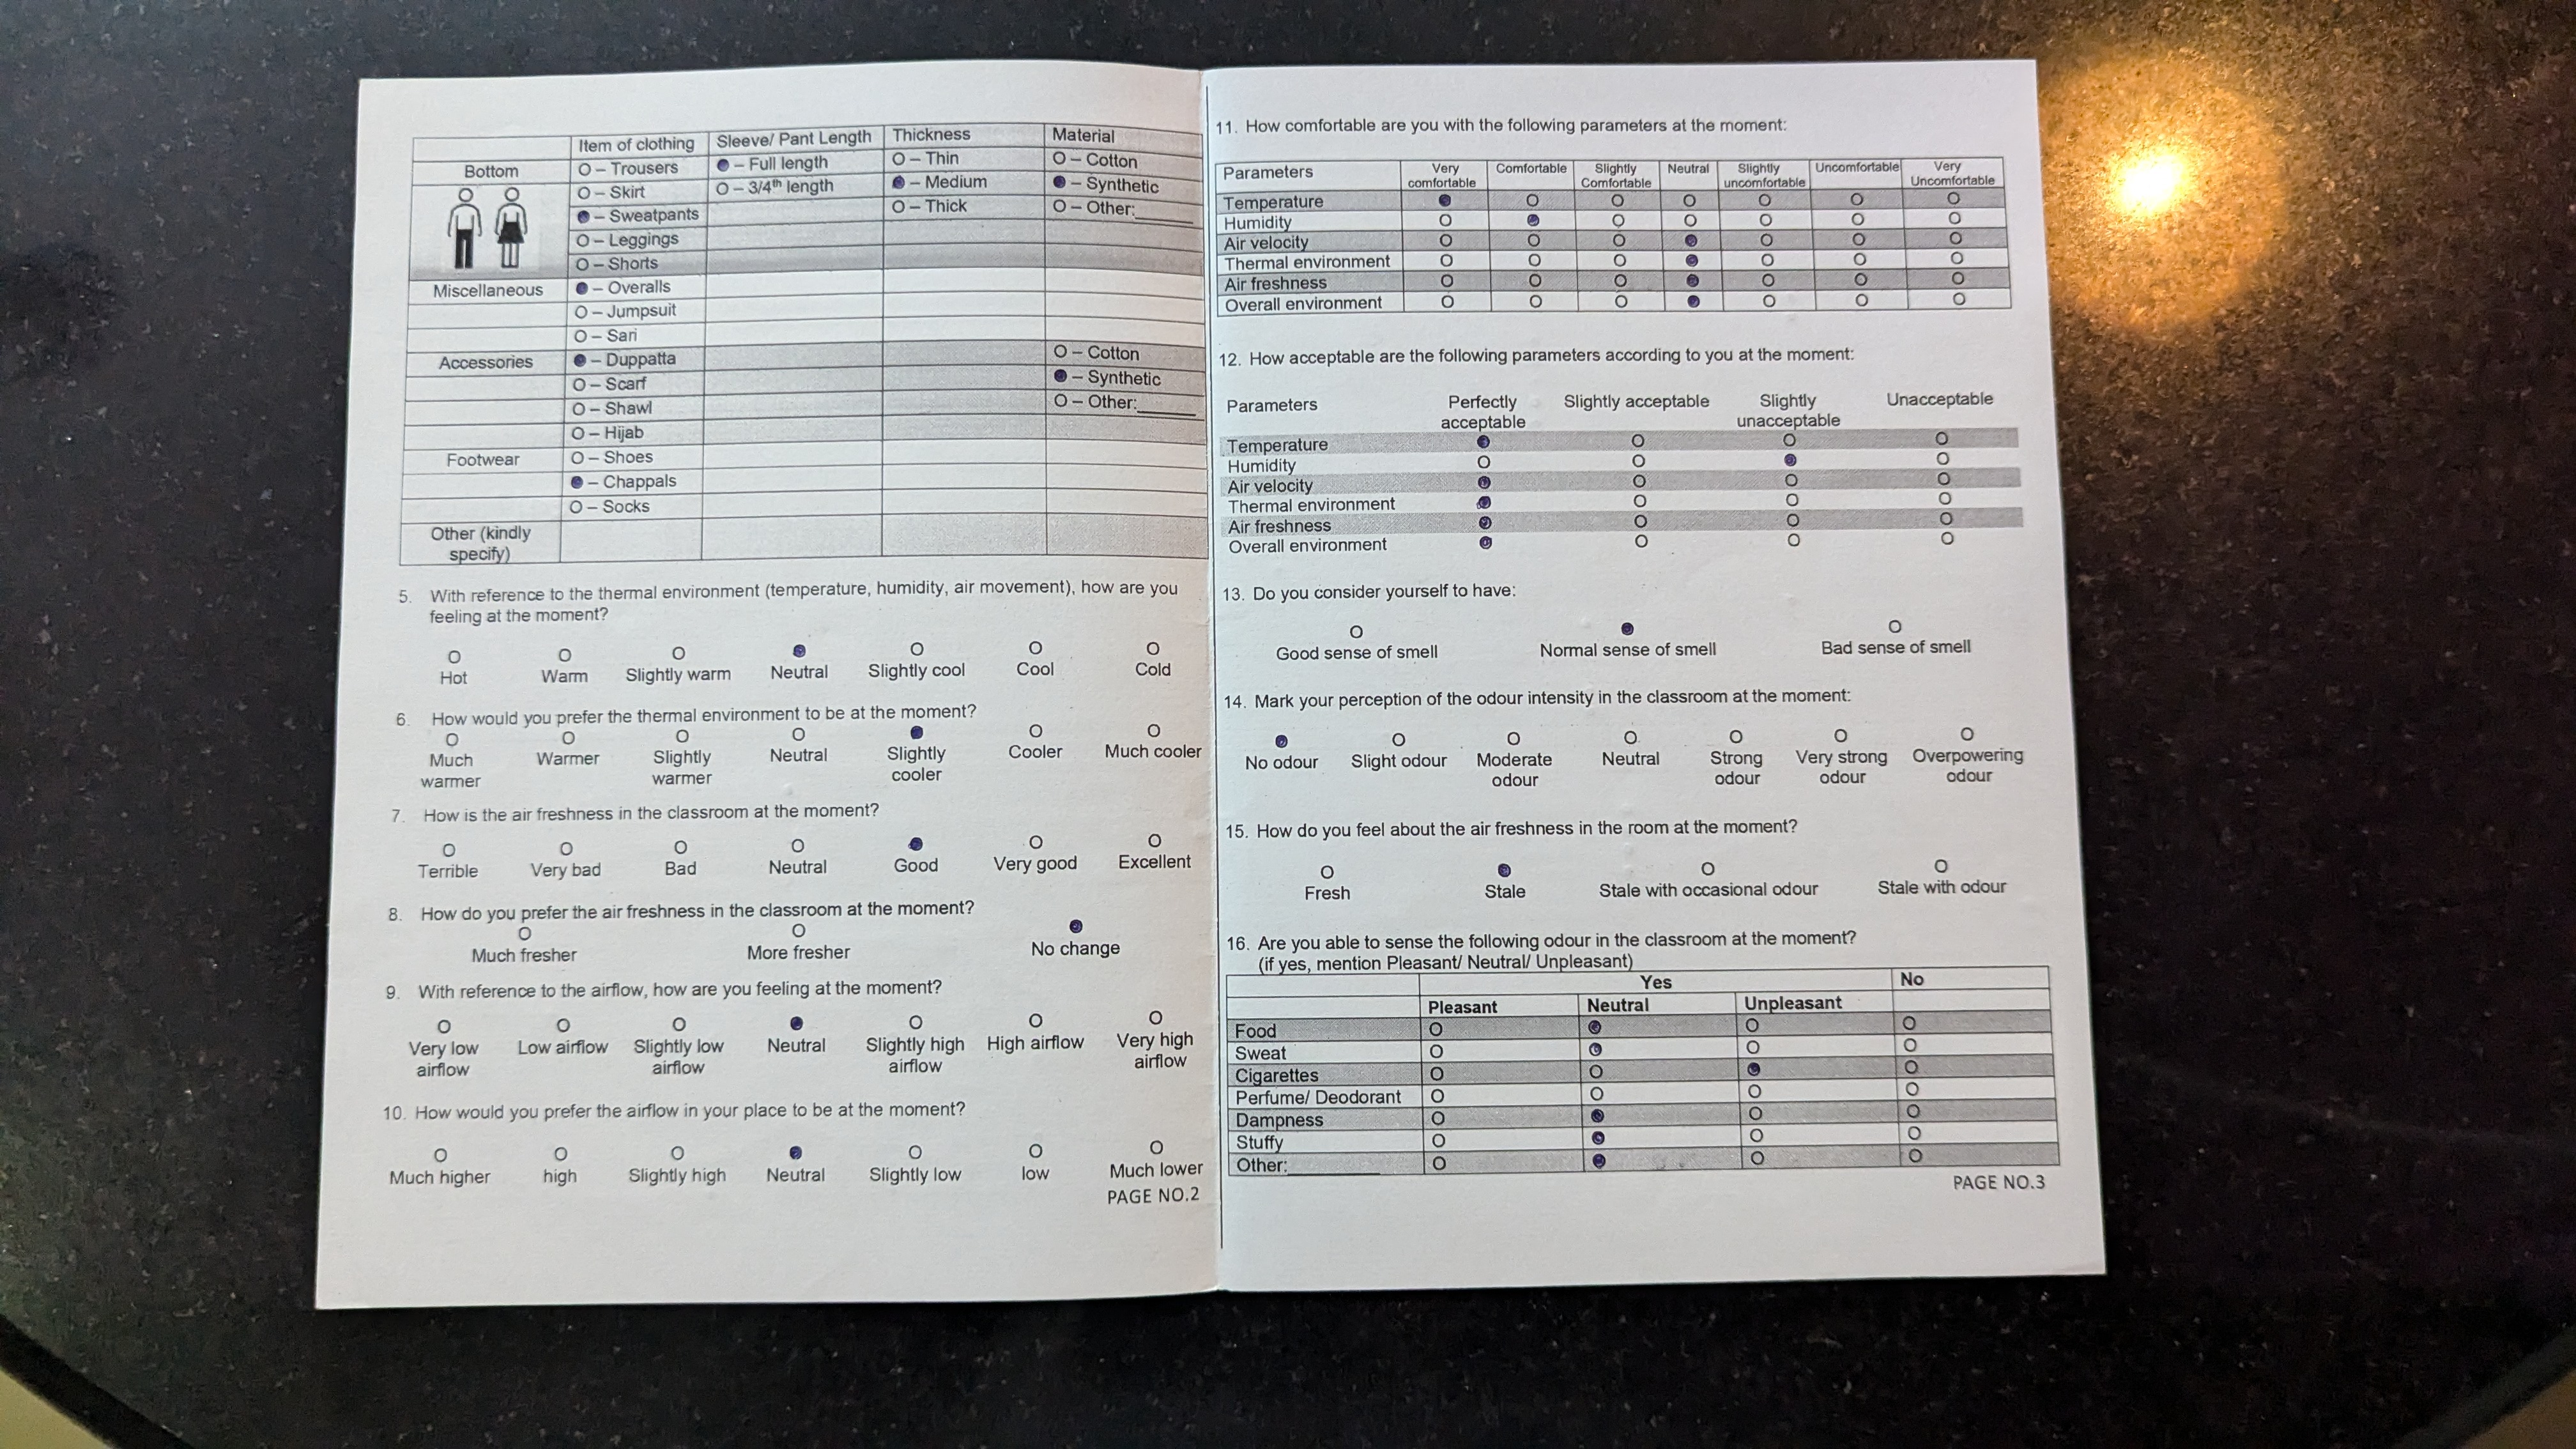 Item of clothing Sleeve/ Pant Length Thickness Material
Bottom O – Trousers ● – Full length O – Thin O – Cotton
O – Skirt O – 3/4th length ● – Medium ● – Synthetic
● – Sweatpants O – Thick O – Other:______
O – Leggings
O – Shorts
Miscellaneous ● – Overalls
O – Jumpsuit
O – Sari
Accessories ● – Duppatta O – Cotton
O – Scarf ● – Synthetic
O – Shawl O – Other:______
O – Hijab
Footwear O – Shoes
● – Chappals
O – Socks
Other (kindly
specify)
5. With reference to the thermal environment (temperature, humidity, air movement), how are you
feeling at the moment?
O O O ● O O O
Hot Warm Slightly warm Neutral Slightly cool Cool Cold
6. How would you prefer the thermal environment to be at the moment?
O O O O ● O O
Much Warmer Slightly Neutral Slightly Cooler Much cooler
warmer warmer cooler
7. How is the air freshness in the classroom at the moment?
O O O O ● O O
Terrible Very bad Bad Neutral Good Very good Excellent
8. How do you prefer the air freshness in the classroom at the moment?
O O ●
Much fresher More fresher No change
9. With reference to the airflow, how are you feeling at the moment?
O O O ● O O O
Very low Low airflow Slightly low Neutral Slightly high High airflow Very high
airflow airflow airflow airflow
10. How would you prefer the airflow in your place to be at the moment?
O O O ● O O O
Much higher high Slightly high Neutral Slightly low low Much lower
PAGE NO.2
11. How comfortable are you with the following parameters at the moment:
Parameters Very Comfortable Slightly Neutral Slightly Uncomfortable Very
comfortable Comfortable uncomfortable Uncomfortable
Temperature ● O O O O O O
Humidity O ● O O O O O
Air velocity O O O ● O O O
Thermal environment O O O ● O O O
Air freshness O O O ● O O O
Overall environment O O O ● O O O
12. How acceptable are the following parameters according to you at the moment:
Parameters Perfectly Slightly acceptable Slightly Unacceptable
acceptable unacceptable
Temperature ● O O O
Humidity O O ● O
Air velocity ● O O O
Thermal environment ● O O O
Air freshness ● O O O
Overall environment ● O O O
13. Do you consider yourself to have:
O ● O
Good sense of smell Normal sense of smell Bad sense of smell
14. Mark your perception of the odour intensity in the classroom at the moment:
● O O O O O O
No odour Slight odour Moderate Neutral Strong Very strong Overpowering
odour odour odour odour
15. How do you feel about the air freshness in the room at the moment?
O ● O O
Fresh Stale Stale with occasional odour Stale with odour
16. Are you able to sense the following odour in the classroom at the moment?
(if yes, mention Pleasant/ Neutral/ Unpleasant)
Yes No
Pleasant Neutral Unpleasant
Food O ● O O
Sweat O ● O O
Cigarettes O O ● O
Perfume/ Deodorant O O O O
Dampness O ● O O
Stuffy O ● O O
Other:__________ O ● O O
PAGE NO.3